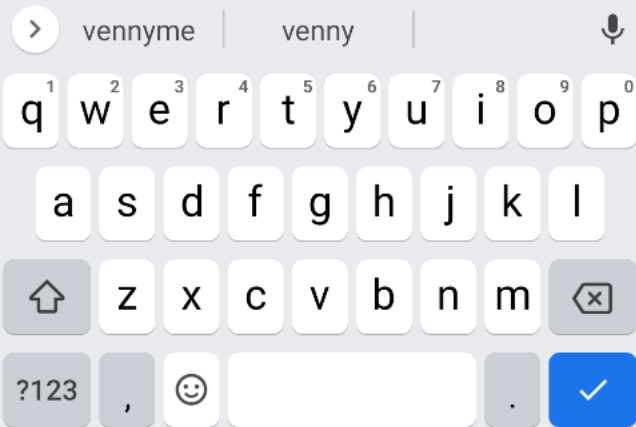 vennyme venny
q1 w2 e3 r4 t5 y6 u7 i8 o9 p0
a s d f g h j k l
z x c v b n m
?123 , .